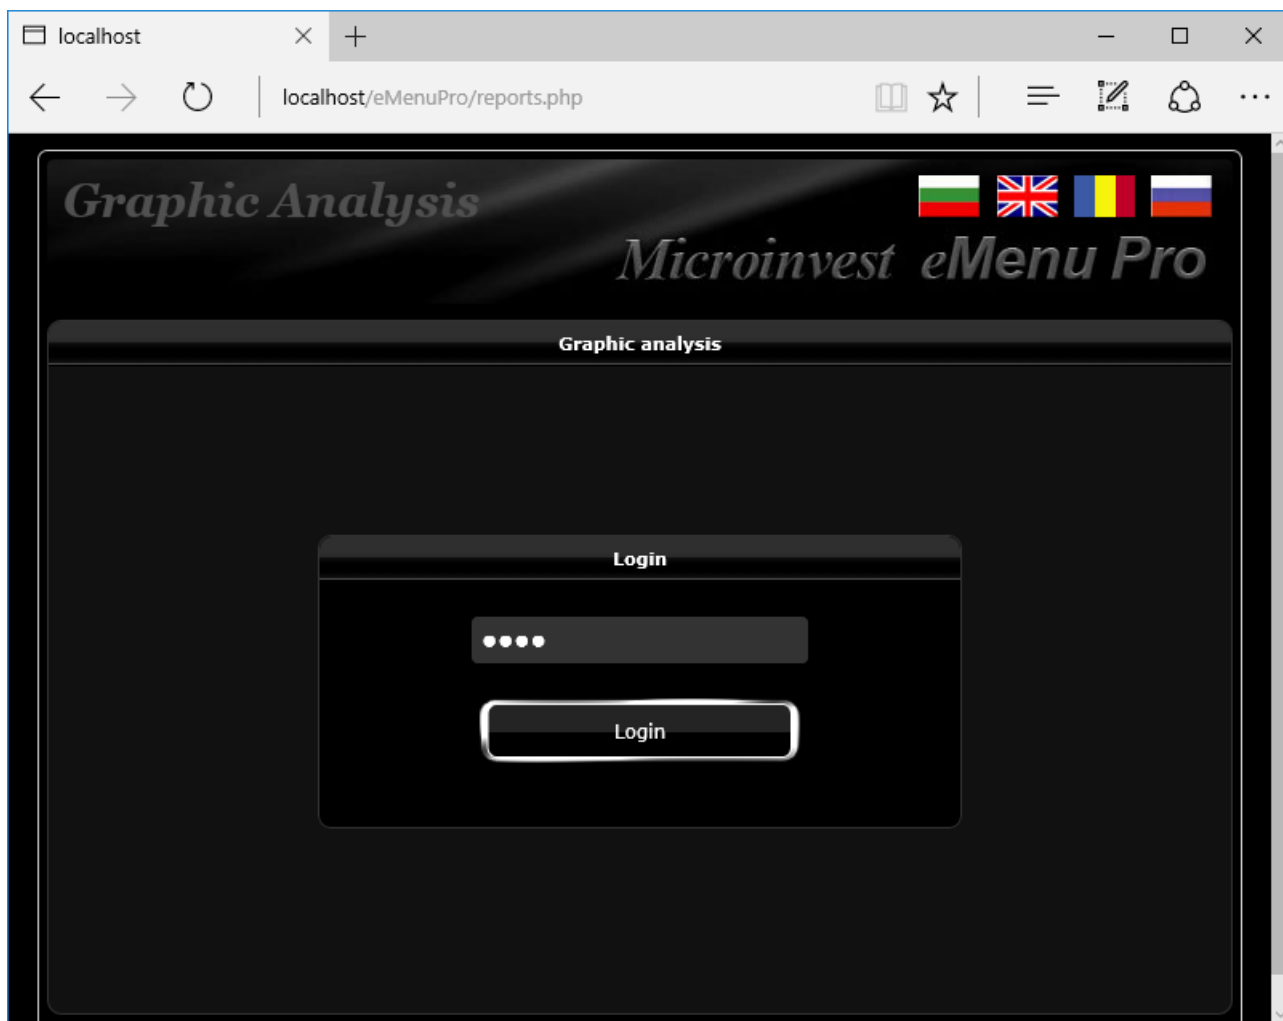 localhost
localhost/eMenuPro/reports.php
Graphic Analysis
Microinvest eMenu Pro
Graphic analysis
Login
Login